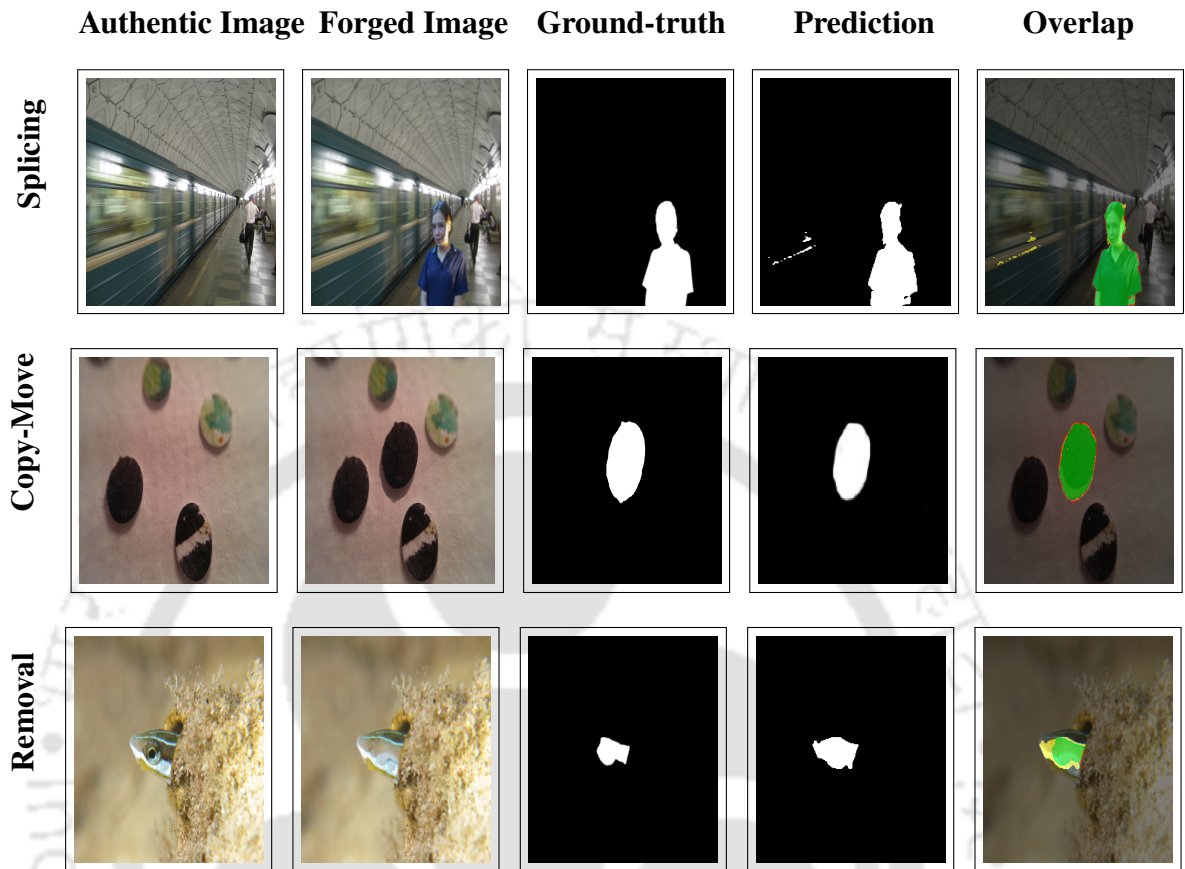 Authentic Image Forged Image Ground-truth Prediction Overlap
Splicing
Copy-Move
Removal